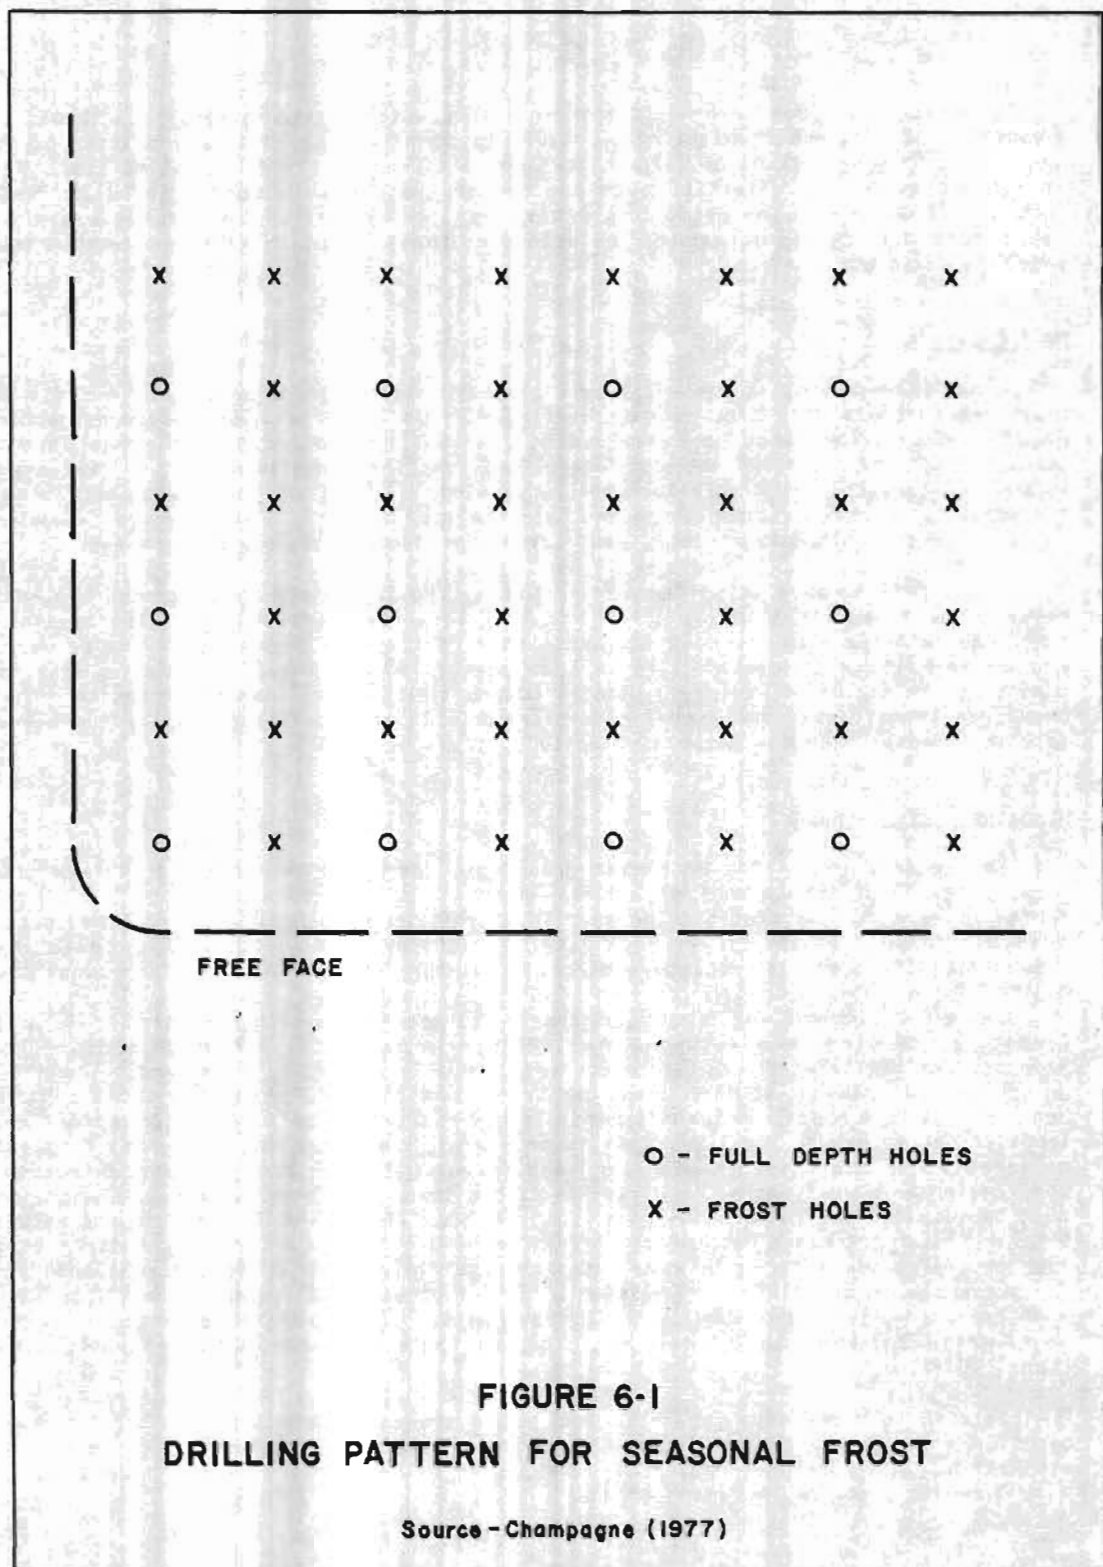 X X X X X X X X
O X O X O X O X
X X X X X X X X
O X O X O X O X
X X X X X X X X
O X O X O X O X
FREE FACE
O - FULL DEPTH HOLES
X - FROST HOLES
FIGURE 6-1
DRILLING PATTERN FOR SEASONAL FROST
Source - Champagne (1977)